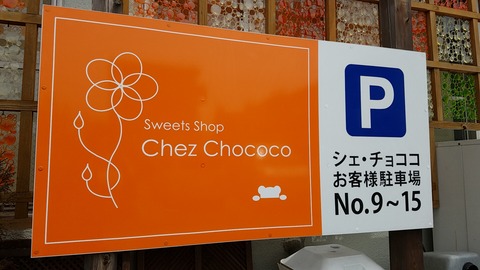 Sweets Shop
Chez Chococo
P
シェ・チョココ
お客様駐車場
No.9~15